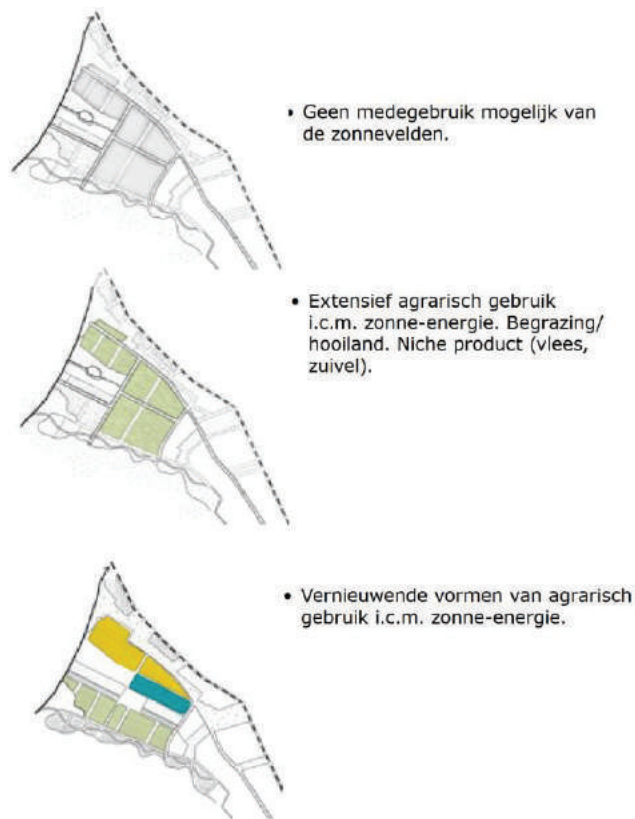 • Geen medegebruik mogelijk van
de zonnevelden.
• Extensief agrarisch gebruik
i.c.m. zonne-energie. Begrazing/
hooiland. Niche product (vlees,
zuivel).
• Vernieuwende vormen van agrarisch
gebruik i.c.m. zonne-energie.